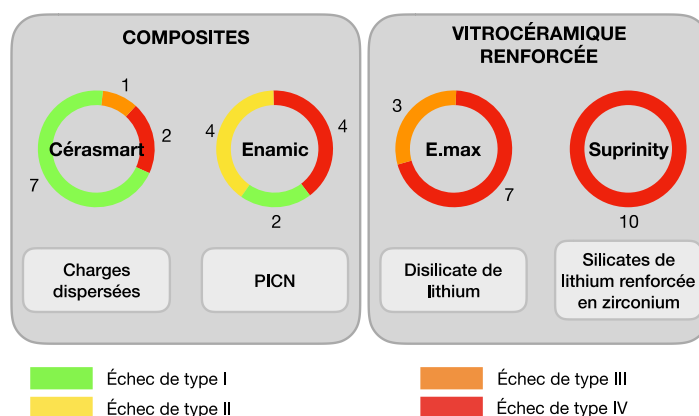 COMPOSITES
1
2
7
Cérasmart
4
4
2
Enamic
Charges
dispersées
PICN
VITROCÉRAMIQUE
RENFORCÉE
3
7
E.max
Suprinity
10
Disilicate de
lithium
Silicates de
lithium renforcée
en zirconium
Échec de type I
Échec de type II
Échec de type III
Échec de type IV